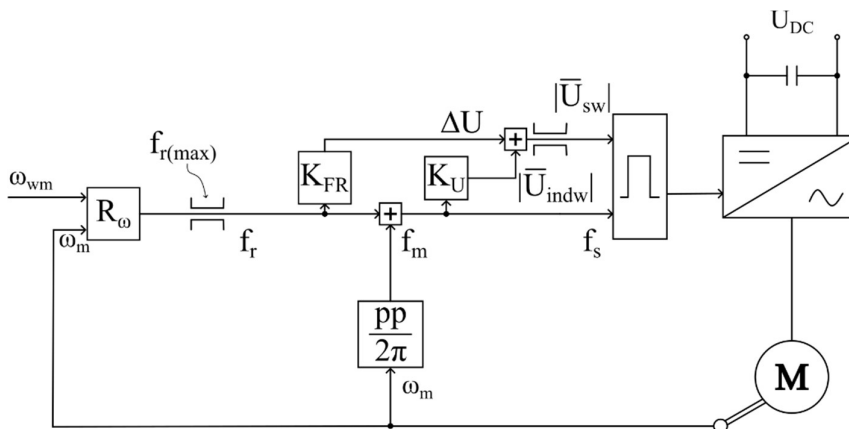 U_DC
|U̅_sw|
ΔU
f_r(max)
K_FR
K_U
|U̅_indw|
ω_wm
R_ω
ω_m
f_r
f_m
f_s
pp
2π
ω_m
M